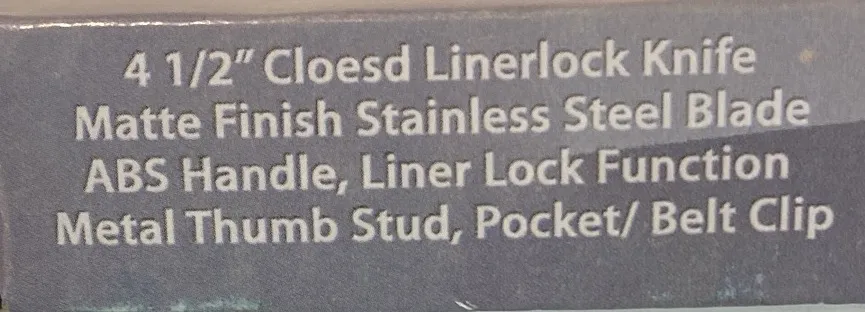 4 1/2" Cloesd Linerlock Knife
Matte Finish Stainless Steel Blade
ABS Handle, Liner Lock Function
Metal Thumb Stud, Pocket/ Belt Clip